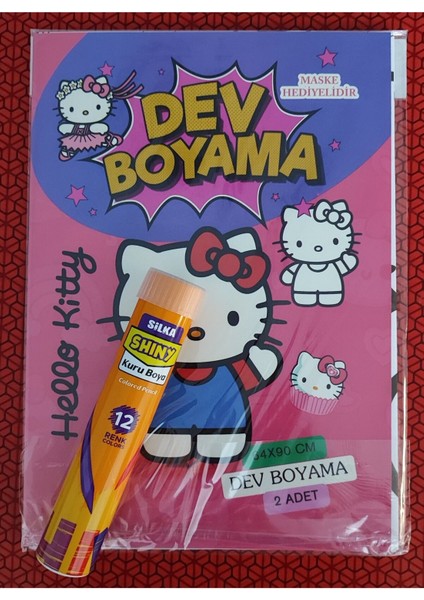 MASKE
HEDİYELİDİR
DEV
BOYAMA
Hello Kitty
SiLKA
SHINY
Kuru Boya
Colored Pencil
12
RENK
COLORS
34X90 CM
DEV BOYAMA
2 ADET